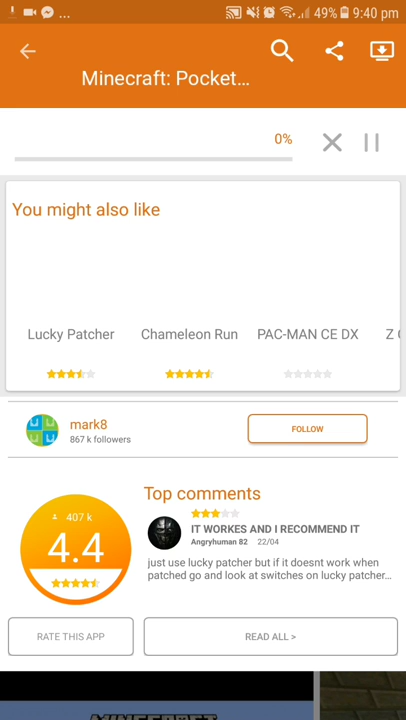 ... 49% 9:40 pm
Minecraft: Pocket...
0%
You might also like
Lucky Patcher Chameleon Run PAC-MAN CE DX Z
mark8
867 k followers
FOLLOW
Top comments
407 k
4.4
IT WORKES AND I RECOMMEND IT
Angryhuman 82 22/04
just use lucky patcher but if it doesnt work when
patched go and look at switches on lucky patcher...
RATE THIS APP
READ ALL >
MINECRAFT